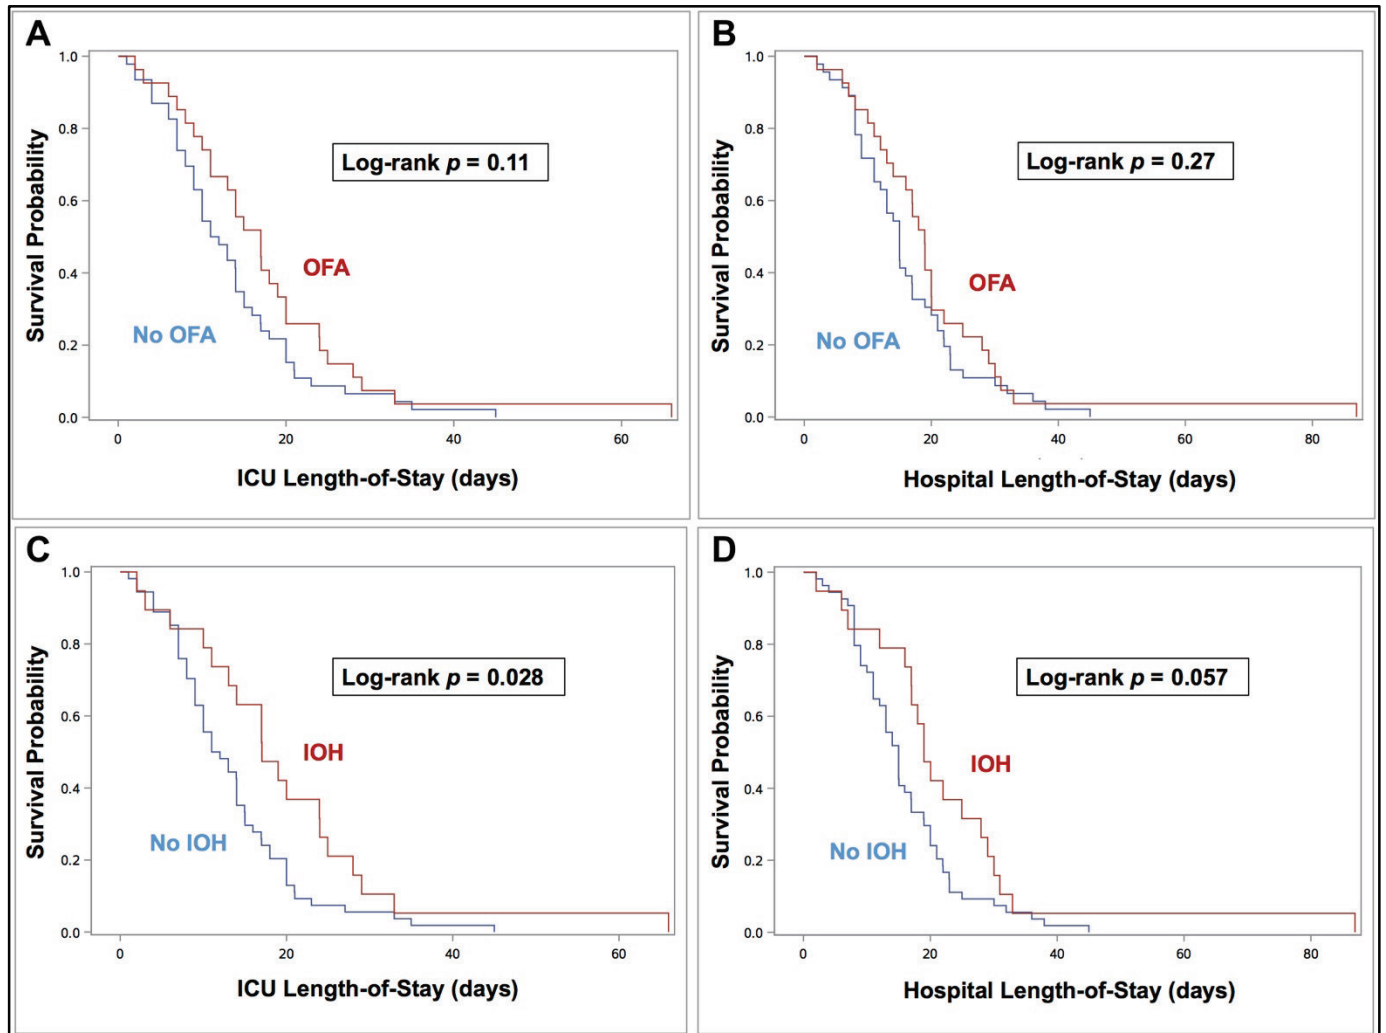 A
Survival Probability
1.0
0.8
0.6
0.4
0.2
0.0
Log-rank p = 0.11
OFA
No OFA
0 20 40 60
ICU Length-of-Stay (days)
B
Survival Probability
1.0
0.8
0.6
0.4
0.2
0.0
Log-rank p = 0.27
OFA
No OFA
0 20 40 60 80
Hospital Length-of-Stay (days)
C
Survival Probability
1.0
0.8
0.6
0.4
0.2
0.0
Log-rank p = 0.028
IOH
No IOH
0 20 40 60
ICU Length-of-Stay (days)
D
Survival Probability
1.0
0.8
0.6
0.4
0.2
0.0
Log-rank p = 0.057
IOH
No IOH
0 20 40 60 80
Hospital Length-of-Stay (days)